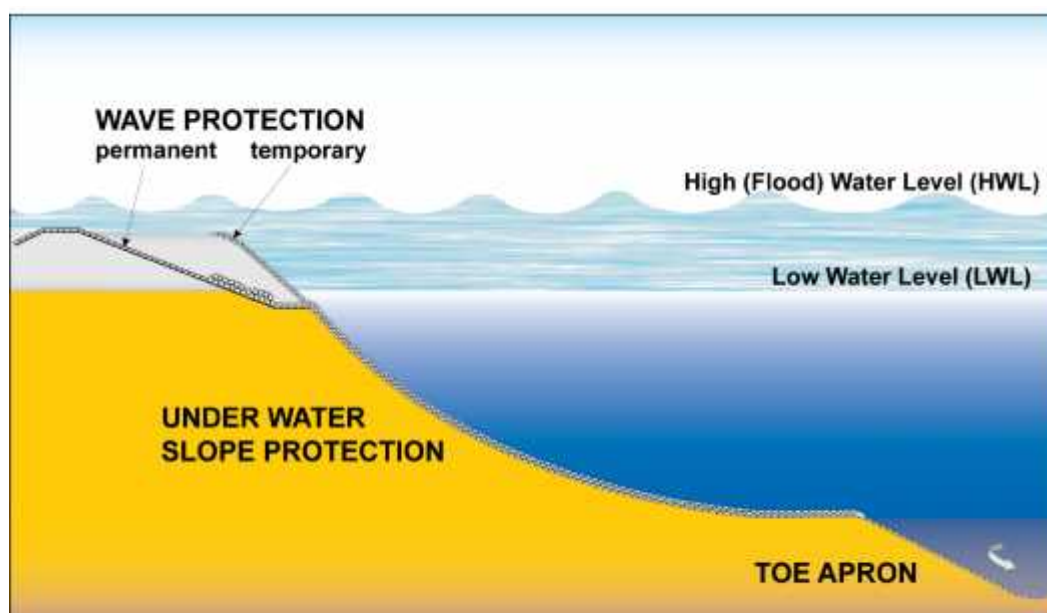 WAVE PROTECTION
permanent temporary
High (Flood) Water Level (HWL)
Low Water Level (LWL)
UNDER WATER
SLOPE PROTECTION
TOE APRON